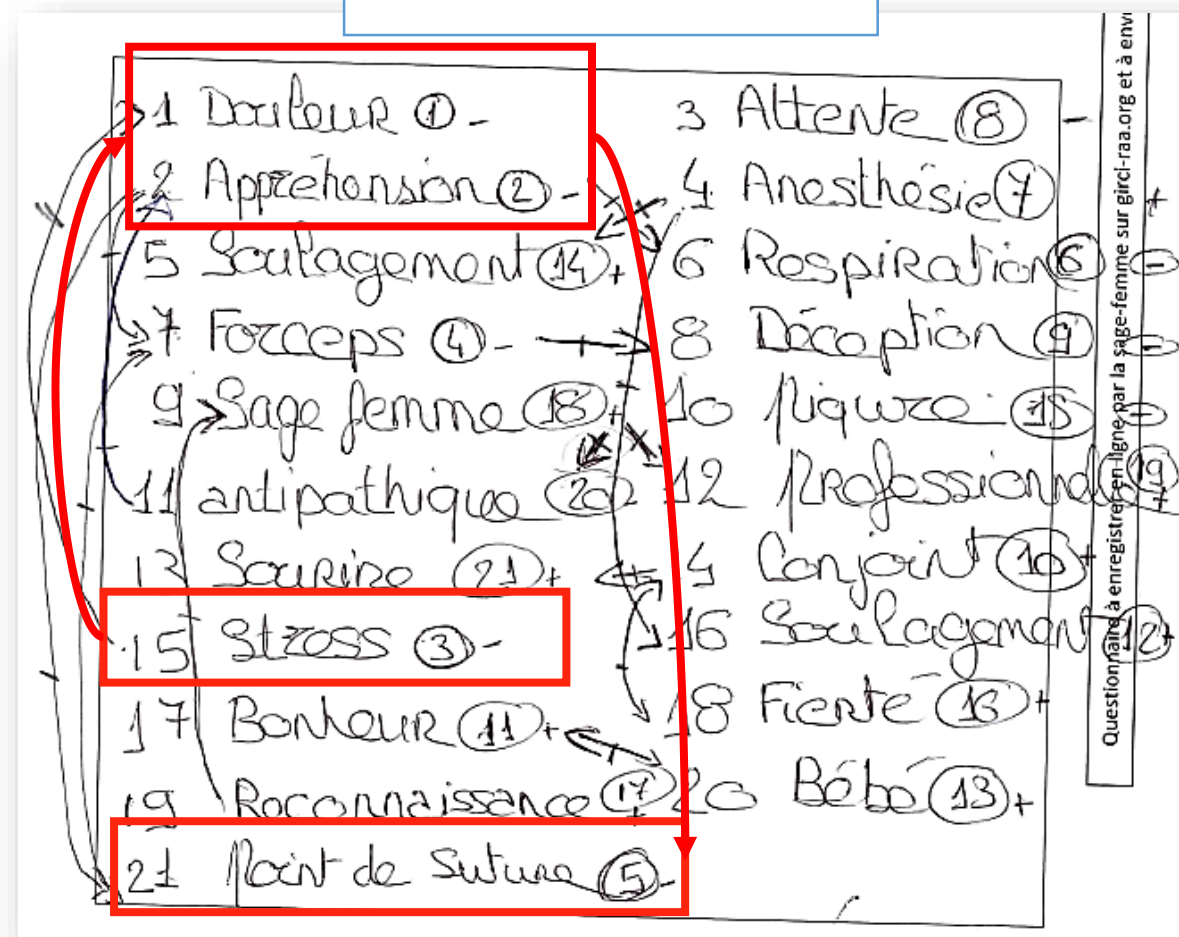 1 Douleur ① - 3 Attente ⑧ -
2 Appréhension ② - 4 Anesthésie ⑦ +
5 Soulagement ⑭ + 6 Respiration ⑥ -
7 Forceps ④ - 8 Déception ⑨ -
9 Sage femme ⑱ + 10 Piqure ⑮ -
11 antipathique ⑳ 12 Professionnel ⑲ +
13 Sourire ㉑ + 4 Conjoint ⑩ +
15 Stress ③ - 16 Soulagement ⑫ +
17 Bonheur ⑪ + 18 Fierté ⑯ +
19 Reconnaissance ⑰ + 20 Bébé ⑬ +
21 Point de suture ⑤ -
Questionnaire à enregistrer en ligne par la sage-femme sur girci-raa.org et à env